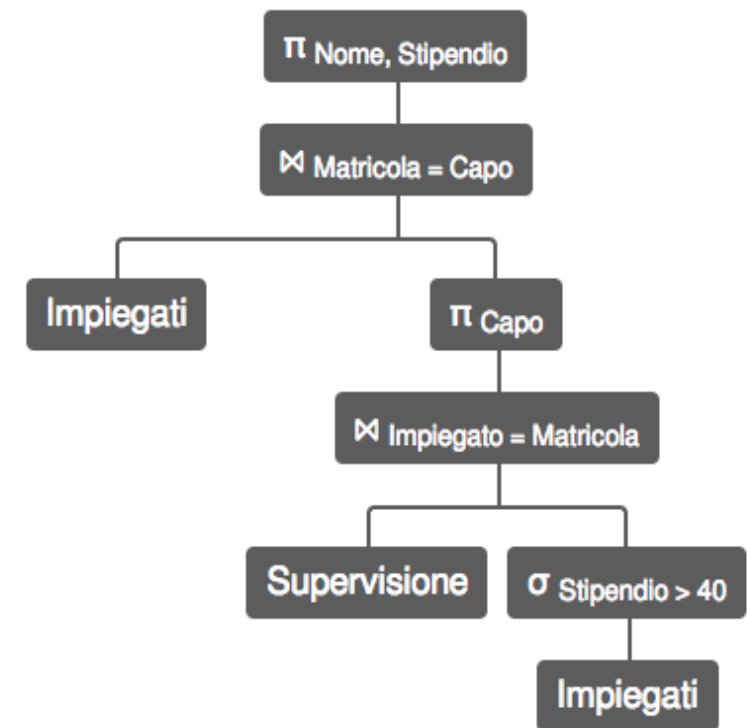 π Nome, Stipendio
⋈ Matricola = Capo
Impiegati
π Capo
⋈ Impiegato = Matricola
Supervisione
σ Stipendio > 40
Impiegati